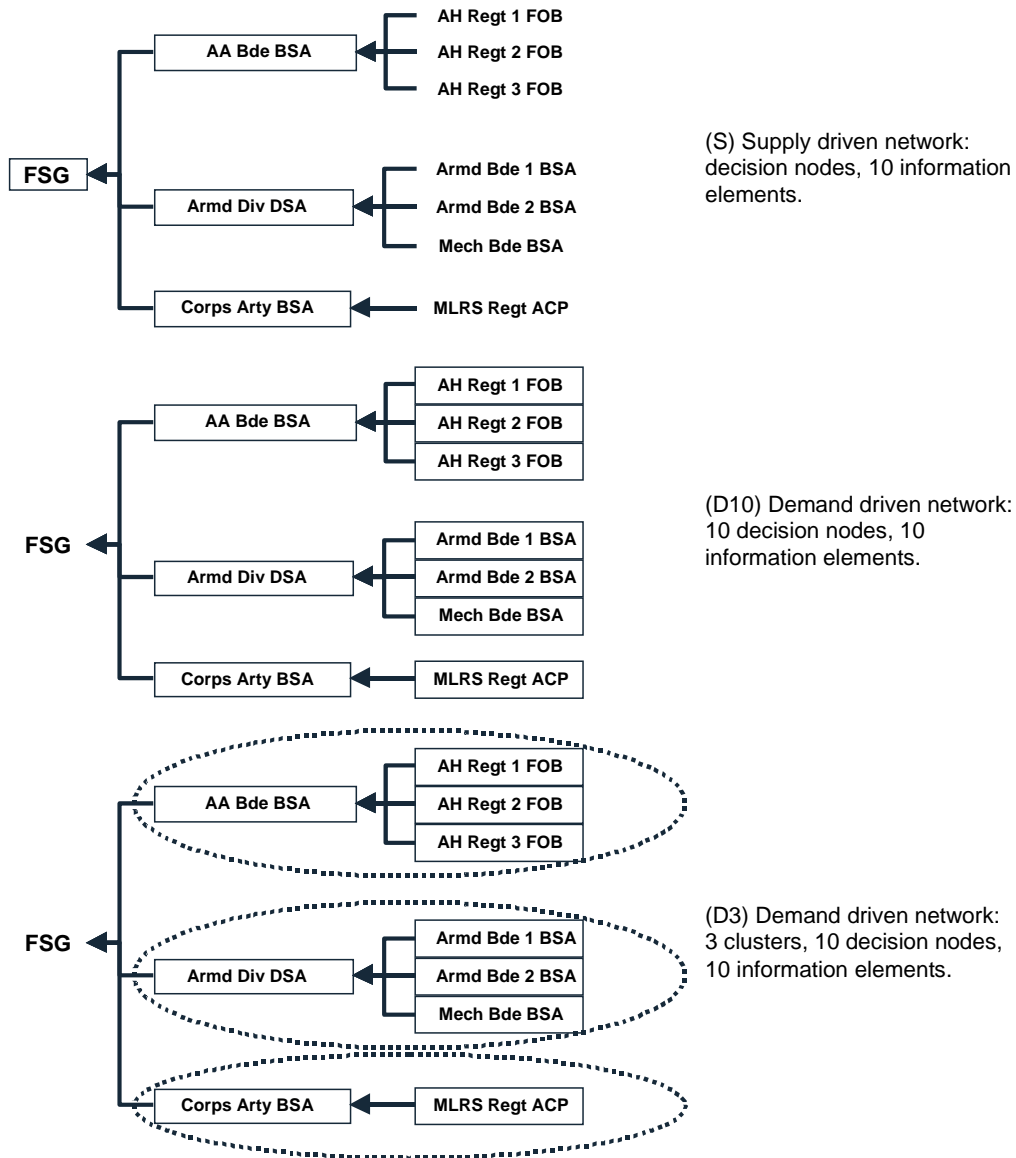 AH Regt 1 FOB
AA Bde BSA
AH Regt 2 FOB
AH Regt 3 FOB
FSG
Armd Bde 1 BSA
Armd Div DSA
Armd Bde 2 BSA
Mech Bde BSA
Corps Arty BSA
MLRS Regt ACP
(S) Supply driven network:
decision nodes, 10 information
elements.
AH Regt 1 FOB
AA Bde BSA
AH Regt 2 FOB
AH Regt 3 FOB
FSG
Armd Bde 1 BSA
Armd Div DSA
Armd Bde 2 BSA
Mech Bde BSA
Corps Arty BSA
MLRS Regt ACP
(D10) Demand driven network:
10 decision nodes, 10
information elements.
AH Regt 1 FOB
AA Bde BSA
AH Regt 2 FOB
AH Regt 3 FOB
FSG
Armd Bde 1 BSA
Armd Div DSA
Armd Bde 2 BSA
Mech Bde BSA
Corps Arty BSA
MLRS Regt ACP
(D3) Demand driven network:
3 clusters, 10 decision nodes,
10 information elements.